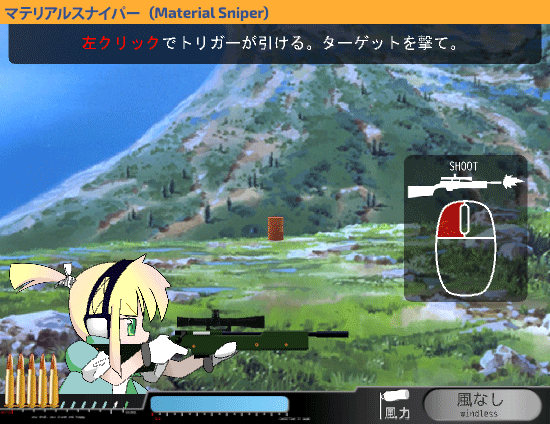 マテリアルスナイパー (Material Sniper)
左クリックでトリガーが引ける。ターゲットを撃て。
SHOOT
風力
風なし
windless